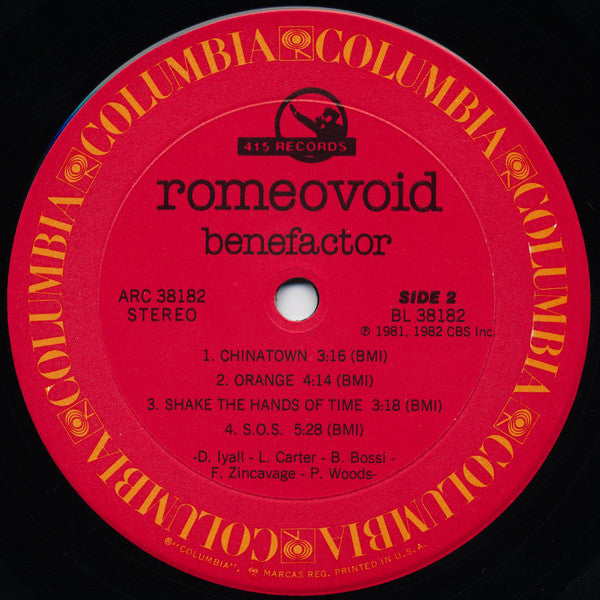 COLUMBIA COLUMBIA COLUMBIA COLUMBIA COLUMBIA COLUMBIA
415 RECORDS
romeovoid
benefactor
ARC 38182
STEREO
SIDE 2
BL 38182
℗ 1981, 1982 CBS Inc.
1. CHINATOWN 3:16 (BMI)
2. ORANGE 4:14 (BMI)
3. SHAKE THE HANDS OF TIME 3:18 (BMI)
4. S.O.S. 5:28 (BMI)
-D. Iyall - L. Carter - B. Bossi -
F. Zincavage - P. Woods-
®"COLUMBIA", MARCAS REG. PRINTED IN U.S.A.